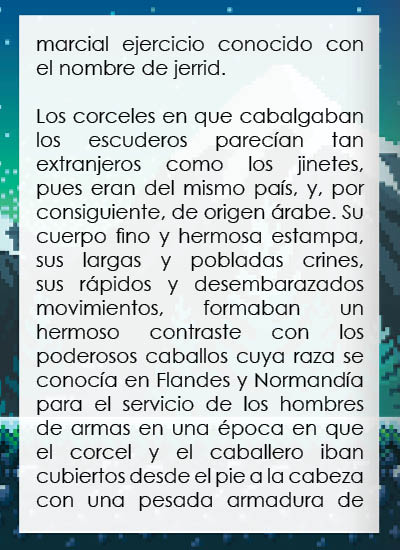 marcial ejercicio conocido con
el nombre de jerrid.
Los corceles en que cabalgaban
los escuderos parecían tan
extranjeros como los jinetes,
pues eran del mismo país, y, por
consiguiente, de origen árabe. Su
cuerpo fino y hermosa estampa,
sus largas y pobladas crines,
sus rápidos y desembarazados
movimientos, formaban un
hermoso contraste con los
poderosos caballos cuya raza se
conocía en Flandes y Normandía
para el servicio de los hombres
de armas en una época en que
el corcel y el caballero iban
cubiertos desde el pie a la cabeza
con una pesada armadura de